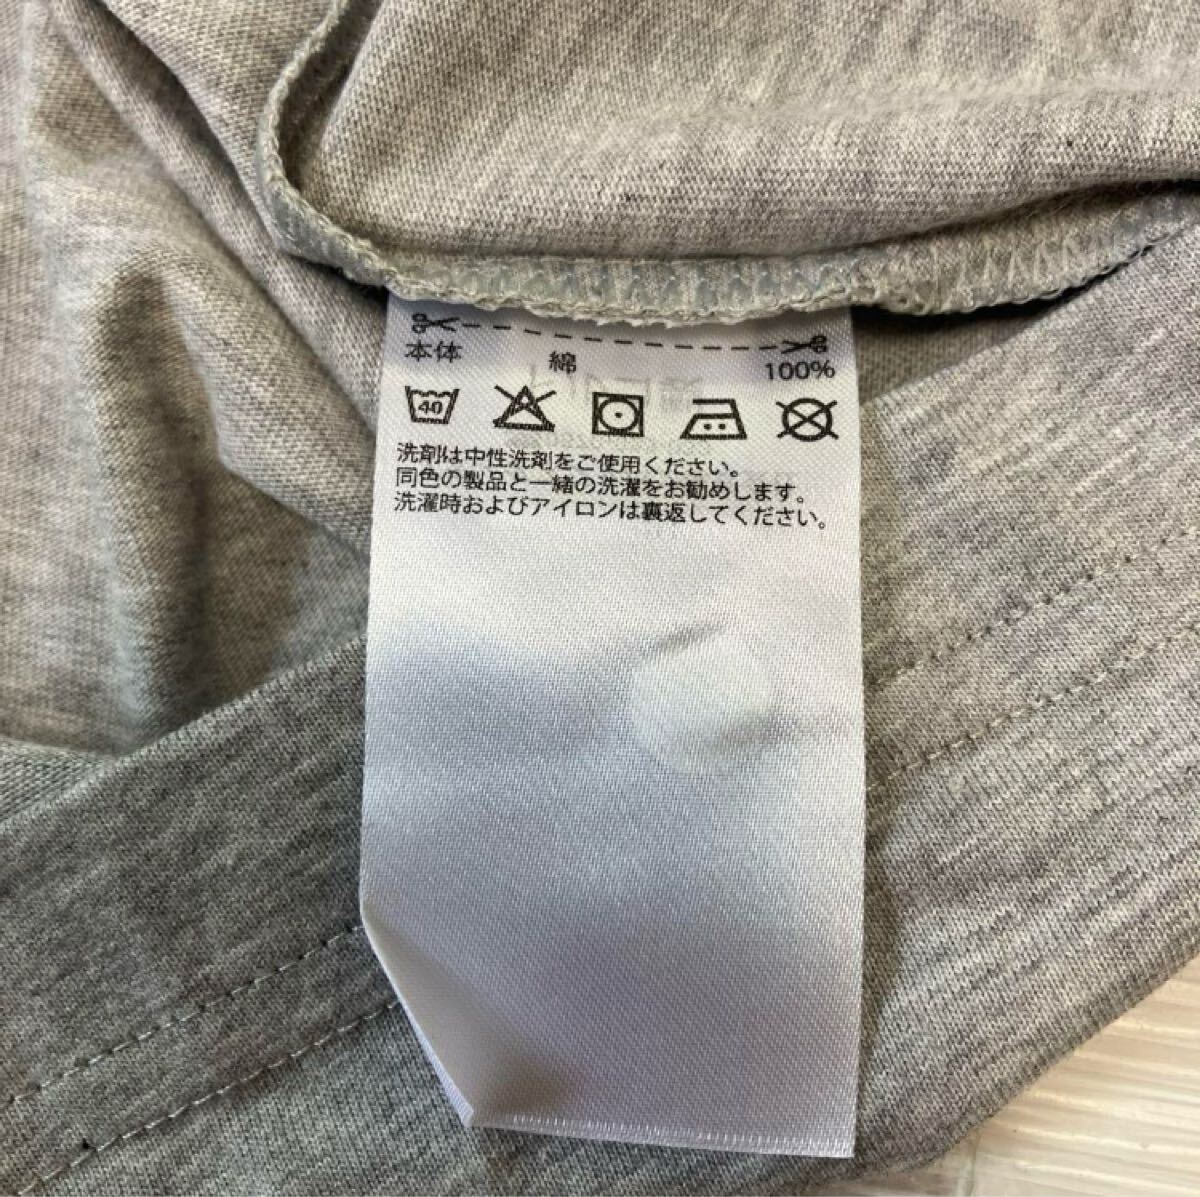 本体 綿 100%
40
洗剤は中性洗剤をご使用ください。
同色の製品と一緒の洗濯をお勧めします。
洗濯時およびアイロンは裏返してください。